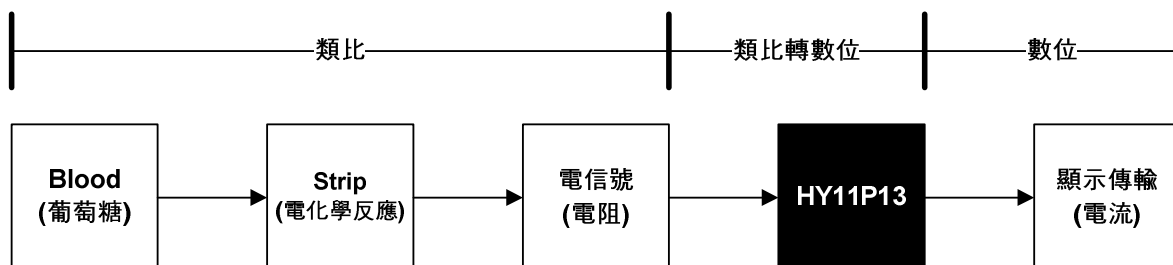 類比
類比轉數位
數位
Blood
(葡萄糖)
Strip
(電化學反應)
電信號
(電阻)
HY11P13
顯示傳輸
(電流)